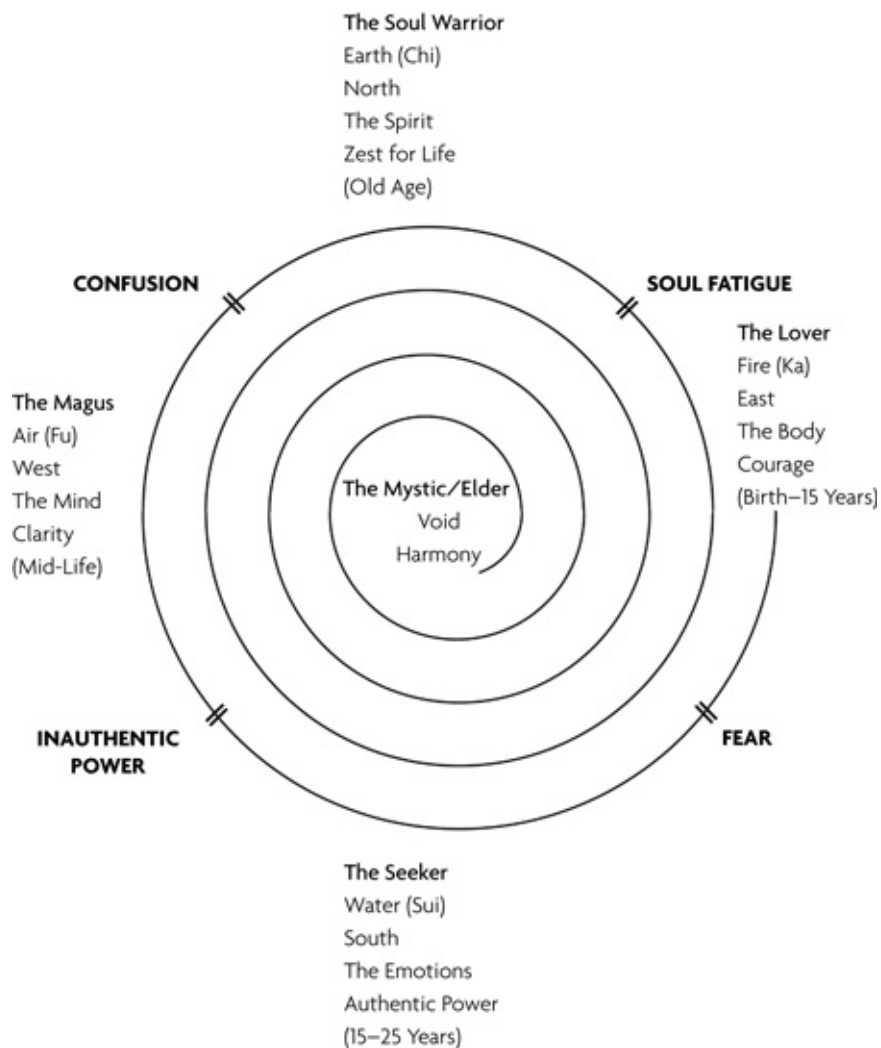 The Soul Warrior
Earth (Chi)
North
The Spirit
Zest for Life
(Old Age)
CONFUSION
SOUL FATIGUE
The Lover
Fire (Ka)
East
The Body
Courage
(Birth–15 Years)
The Magus
Air (Fu)
West
The Mind
Clarity
(Mid-Life)
The Mystic/Elder
Void
Harmony
INAUTHENTIC
POWER
FEAR
The Seeker
Water (Sui)
South
The Emotions
Authentic Power
(15–25 Years)